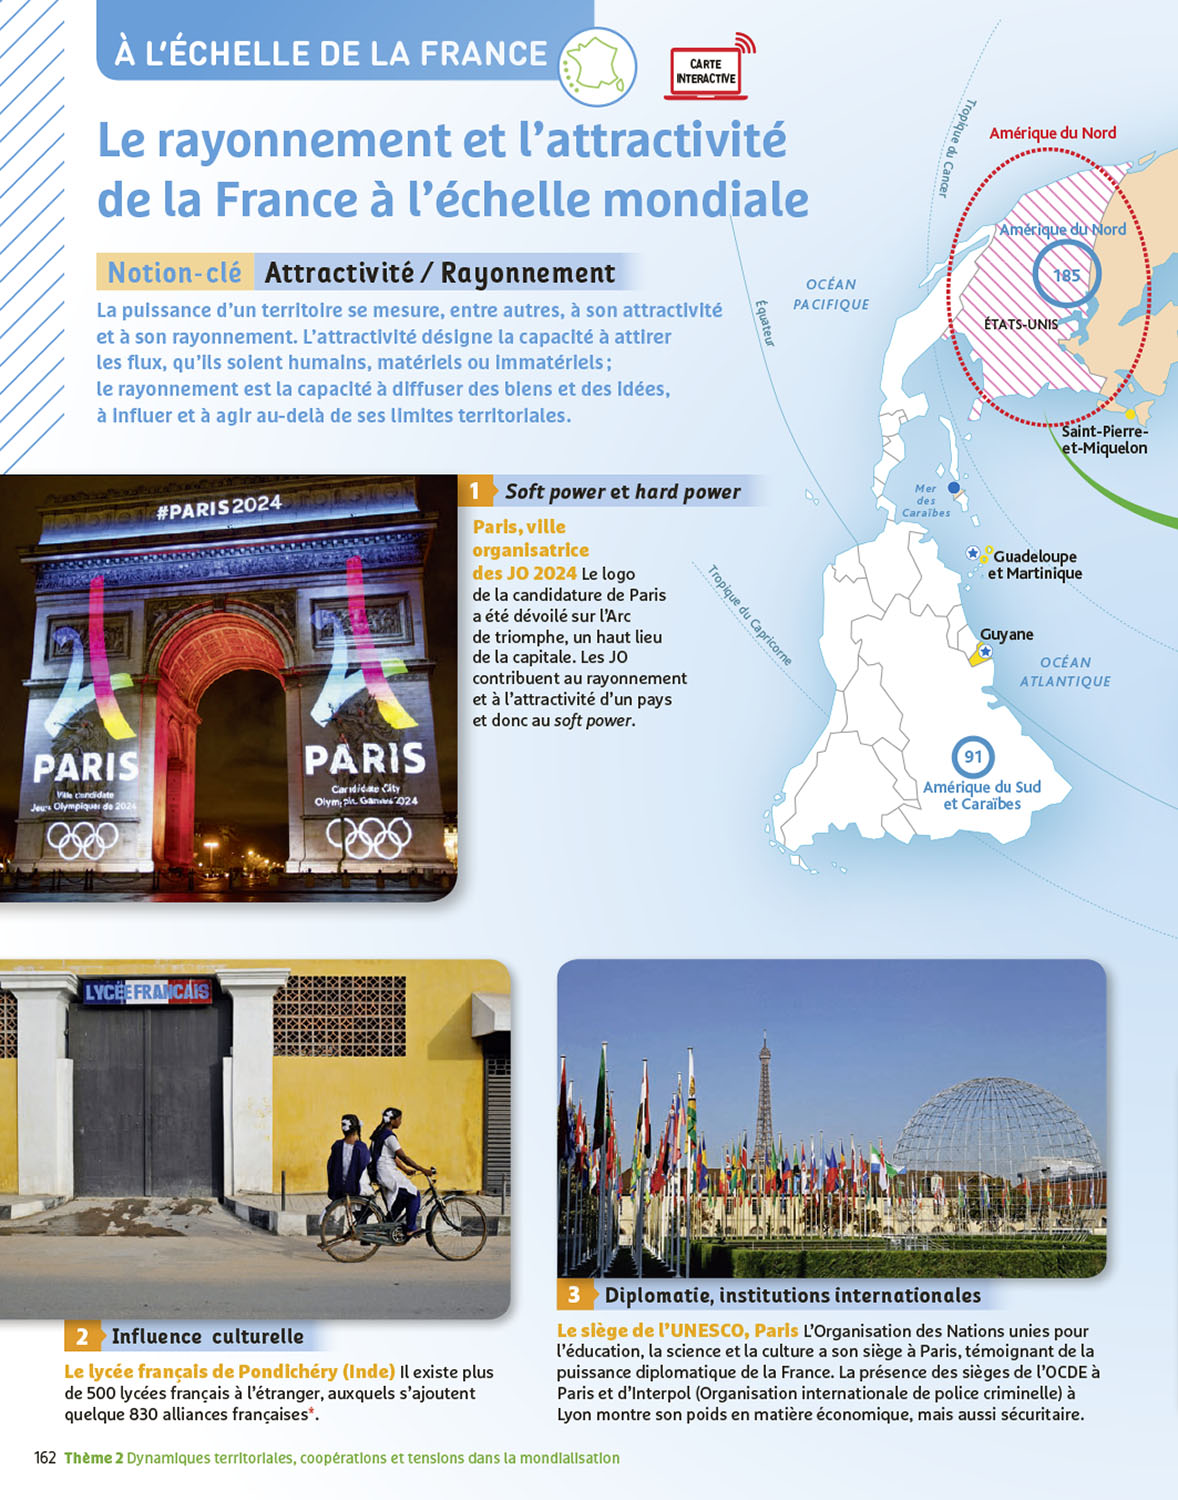 À L'ÉCHELLE DE LA FRANCE
CARTE
INTERACTIVE
Le rayonnement et l'attractivité
de la France à l'échelle mondiale
Notion-clé Attractivité / Rayonnement
La puissance d'un territoire se mesure, entre autres, à son attractivité
et à son rayonnement. L'attractivité désigne la capacité à attirer
les flux, qu'ils soient humains, matériels ou immatériels ;
le rayonnement est la capacité à diffuser des biens et des idées,
à influer et à agir au-delà de ses limites territoriales.
Tropique du Cancer
Amérique du Nord
Amérique du Nord
185
ÉTATS-UNIS
OCÉAN
PACIFIQUE
Équateur
Saint-Pierre-
et-Miquelon
Mer
des
Caraïbes
Guadeloupe
et Martinique
Tropique du Capricorne
Guyane
OCÉAN
ATLANTIQUE
91
Amérique du Sud
et Caraïbes
#PARIS2024
PARIS
Ville candidate
Jeux Olympiques de 2024
PARIS
Candidate City
Olympic Games 2024
1 Soft power et hard power
Paris, ville
organisatrice
des JO 2024 Le logo
de la candidature de Paris
a été dévoilé sur l'Arc
de triomphe, un haut lieu
de la capitale. Les JO
contribuent au rayonnement
et à l'attractivité d'un pays
et donc au soft power.
LYCÉE FRANCAIS
2 Influence culturelle
Le lycée français de Pondichéry (Inde) Il existe plus
de 500 lycées français à l'étranger, auxquels s'ajoutent
quelque 830 alliances françaises*.
3 Diplomatie, institutions internationales
Le siège de l'UNESCO, Paris L'Organisation des Nations unies pour
l'éducation, la science et la culture a son siège à Paris, témoignant de la
puissance diplomatique de la France. La présence des sièges de l'OCDE à
Paris et d'Interpol (Organisation internationale de police criminelle) à
Lyon montre son poids en matière économique, mais aussi sécuritaire.
162 Thème 2 Dynamiques territoriales, coopérations et tensions dans la mondialisation